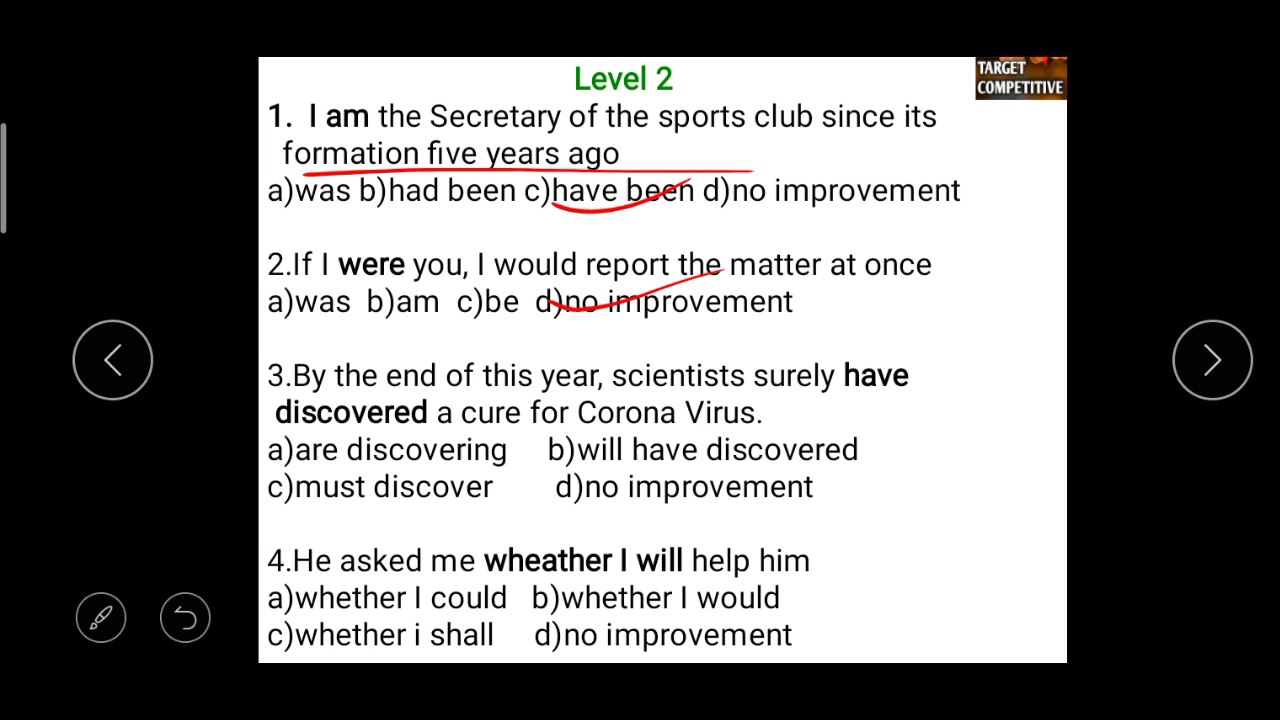 Level 2
TARGET
COMPETITIVE
1. I am the Secretary of the sports club since its
formation five years ago
a)was b)had been c)have been d)no improvement
2.If I were you, I would report the matter at once
a)was b)am c)be d)no improvement
3.By the end of this year, scientists surely have
discovered a cure for Corona Virus.
a)are discovering b)will have discovered
c)must discover d)no improvement
4.He asked me wheather I will help him
a)whether I could b)whether I would
c)whether i shall d)no improvement